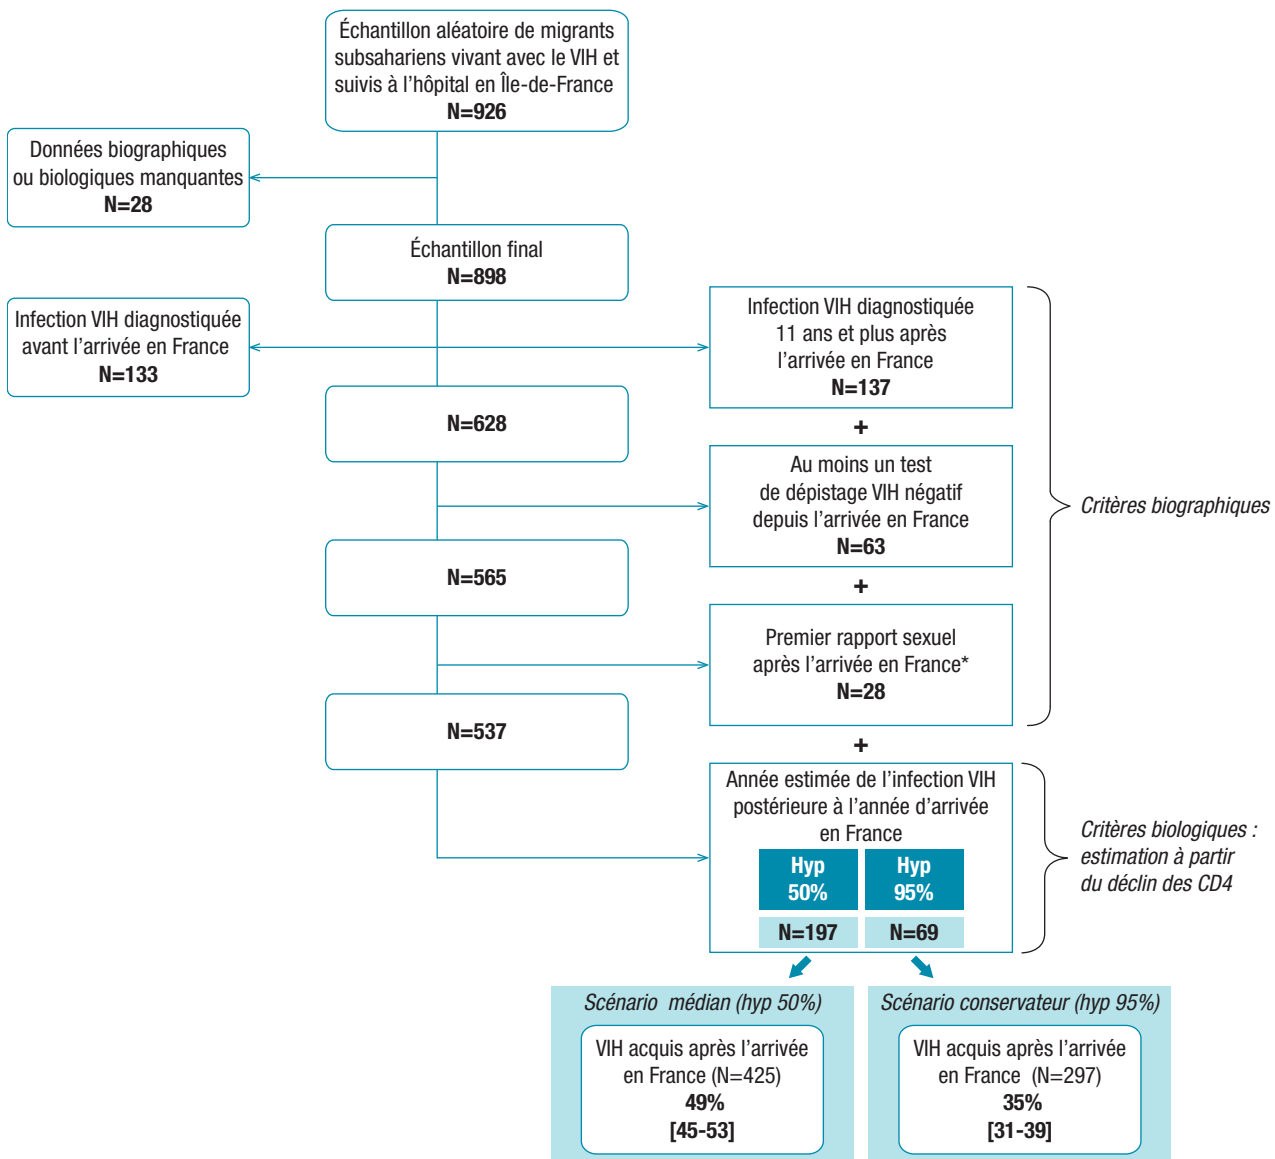 Échantillon aléatoire de migrants
subsahariens vivant avec le VIH et
suivis à l'hôpital en Île-de-France
N=926
Données biographiques
ou biologiques manquantes
N=28
Échantillon final
N=898
Infection VIH diagnostiquée
avant l'arrivée en France
N=133
Infection VIH diagnostiquée
11 ans et plus après
l'arrivée en France
N=137
N=628
+
Au moins un test
de dépistage VIH négatif
depuis l'arrivée en France
N=63
Critères biographiques
N=565
+
Premier rapport sexuel
après l'arrivée en France*
N=28
N=537
+
Année estimée de l'infection VIH
postérieure à l'année d'arrivée
en France
Hyp
50%
Hyp
95%
N=197
N=69
Critères biologiques :
estimation à partir
du déclin des CD4
Scénario médian (hyp 50%)
VIH acquis après l'arrivée
en France (N=425)
49%
[45-53]
Scénario conservateur (hyp 95%)
VIH acquis après l'arrivée
en France (N=297)
35%
[31-39]